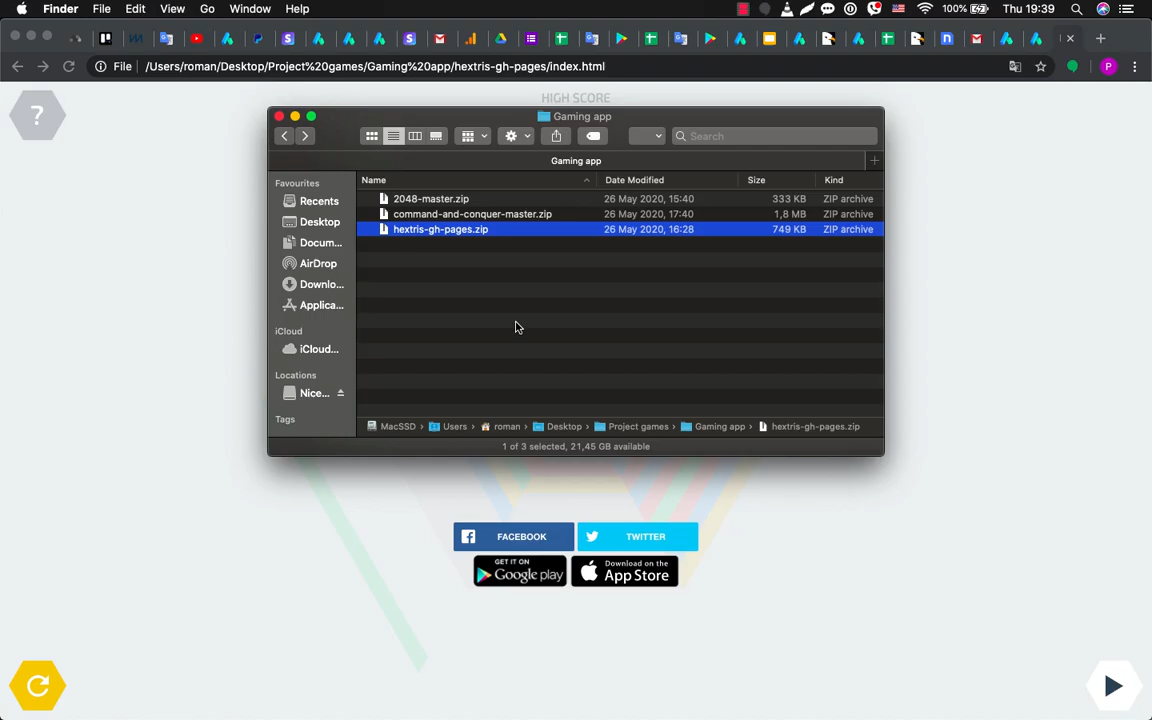 Finder File Edit View Go Window Help 100% Thu 19:39
File /Users/roman/Desktop/Project%20games/Gaming%20app/hextris-gh-pages/index.html
P
?
HIGH SCORE
Gaming app
Search
Gaming app
Favourites
Recents
Desktop
Docum...
AirDrop
Downlo...
Applica...
iCloud
iCloud...
Locations
Nice...
Tags
Name Date Modified Size Kind
2048-master.zip 26 May 2020, 15:40 333 KB ZIP archive
command-and-conquer-master.zip 26 May 2020, 17:40 1,8 MB ZIP archive
hextris-gh-pages.zip 26 May 2020, 16:28 749 KB ZIP archive
MacSSD › Users › roman › Desktop › Project games › Gaming app › hextris-gh-pages.zip
1 of 3 selected, 21,45 GB available
FACEBOOK
TWITTER
GET IT ON
Google play
Download on the
App Store